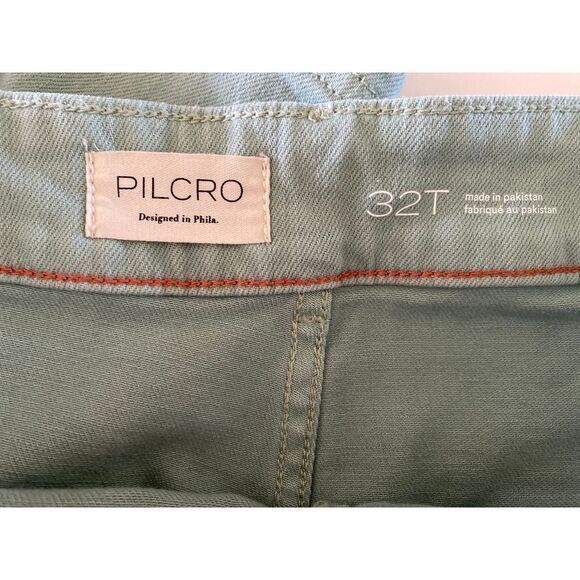 PILCRO
Designed in Phila.
32T
made in pakistan
fabriqué au pakistan